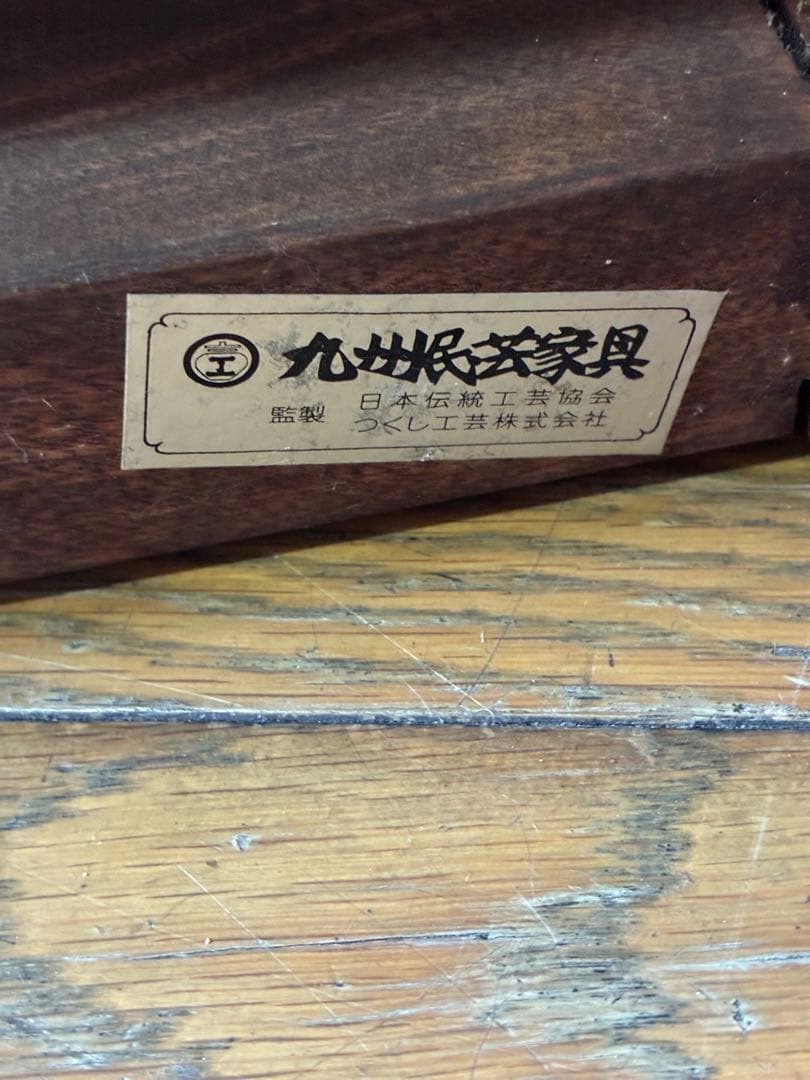 九州民芸家具
監製 日本伝統工芸協会
つくし工芸株式会社